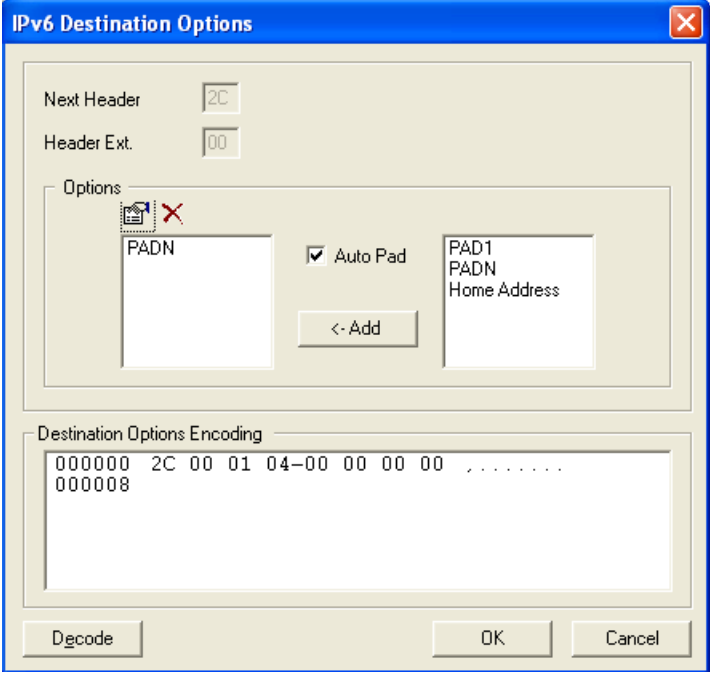 IPv6 Destination Options
Next Header 2C
Header Ext. 00
Options
PADN
Auto Pad
<- Add
PAD1
PADN
Home Address
Destination Options Encoding
000000 2C 00 01 04-00 00 00 00 ,.......
000008
Decode OK Cancel